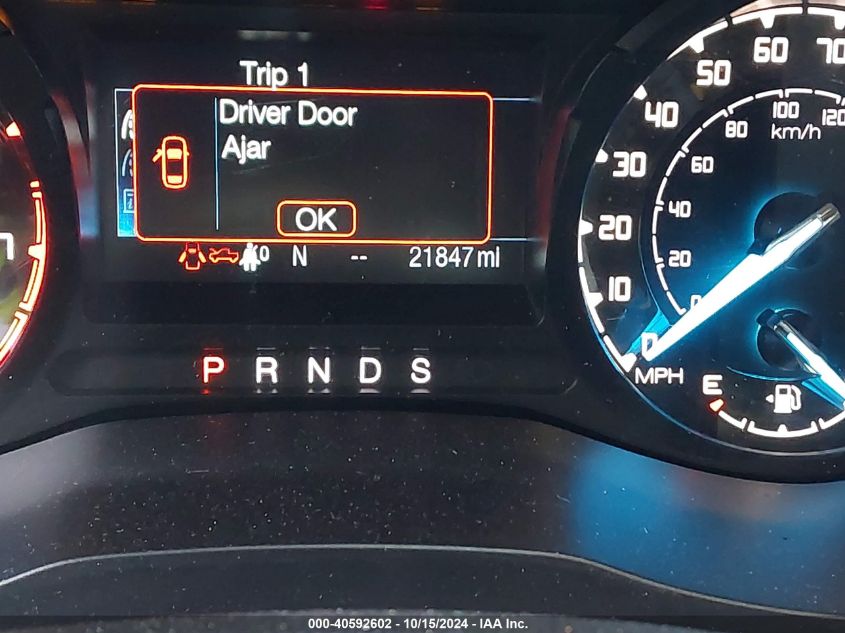 Trip 1
Driver Door
Ajar
OK
N -- 21847 mi
P R N D S
0 10 20 30 40 50 60 70
MPH
0 20 40 60 80 100 120
km/h
E
000-40592602 - 10/15/2024 - IAA Inc.